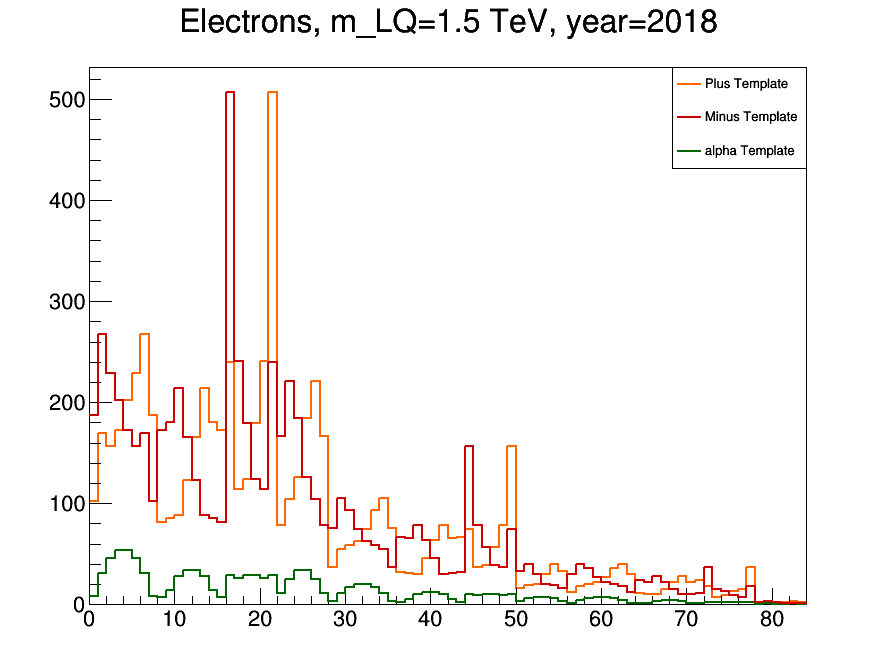 Electrons, m_LQ=1.5 TeV, year=2018
Plus Template
Minus Template
alpha Template
500
400
300
200
100
0
0 10 20 30 40 50 60 70 80